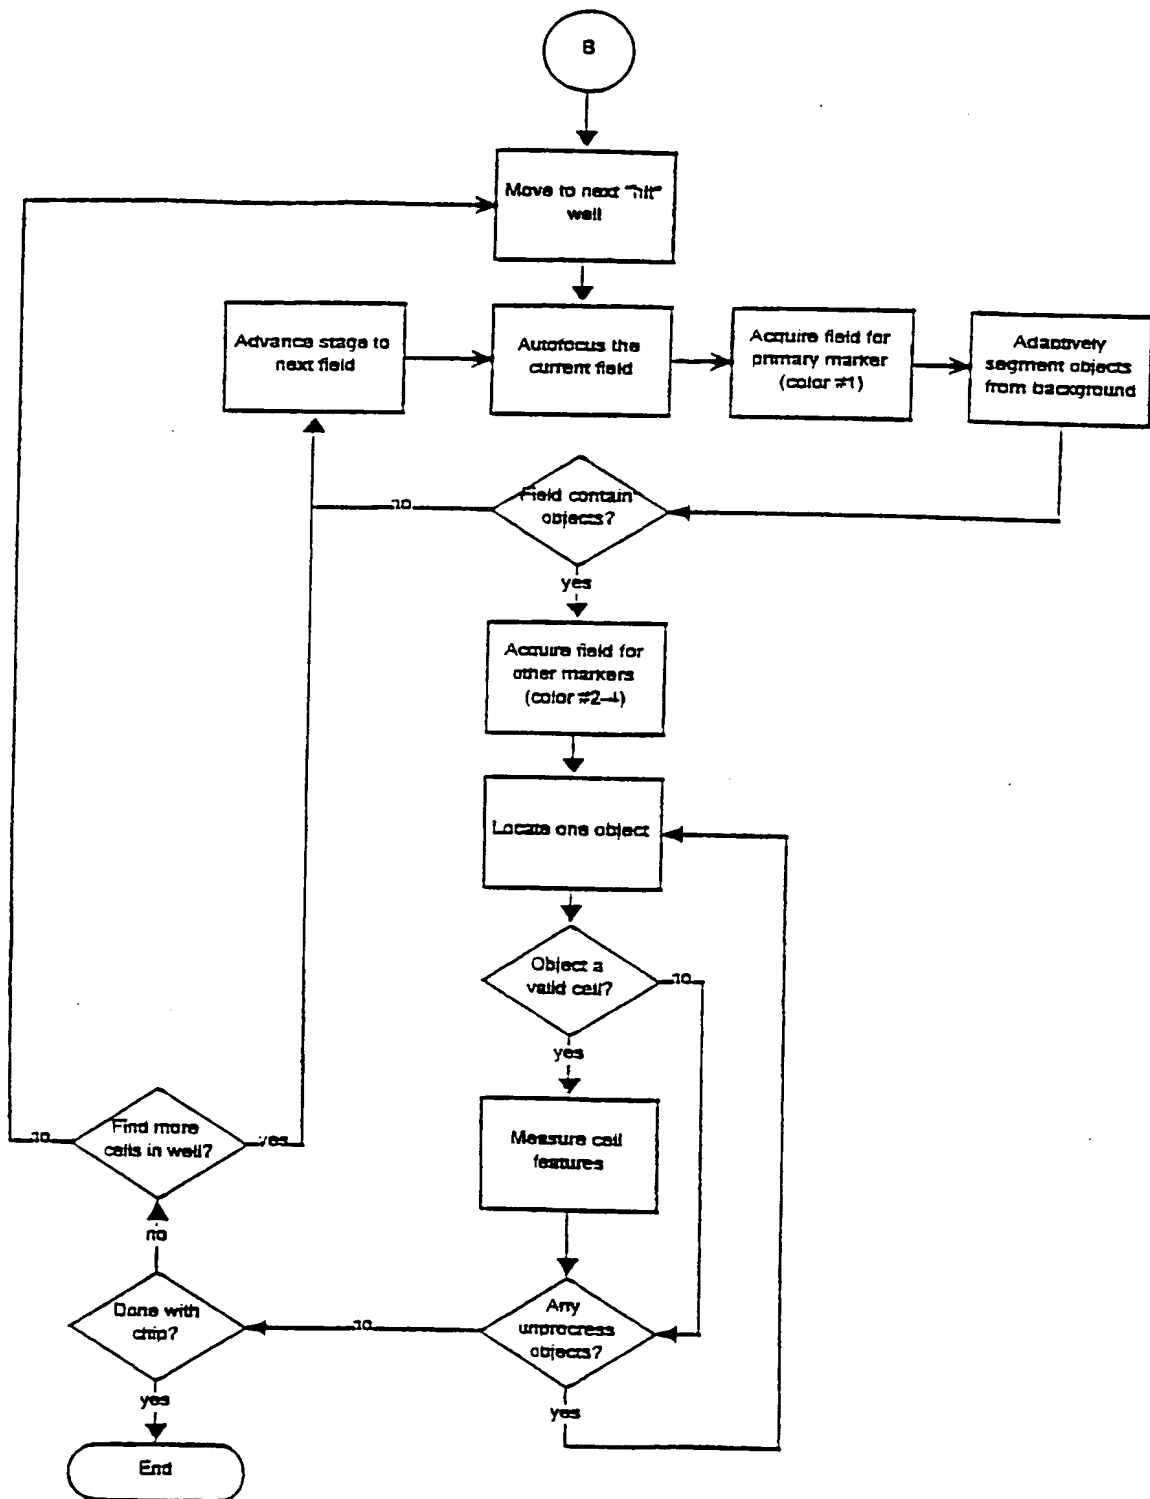 B
Move to next "hit"
well
Advance stage to
next field
Autofocus the
current field
Acquire field for
primary marker
(color #1)
Adaptively
segment objects
from background
Field contain
objects?
no
yes
Acquire field for
other markers
(color #2-4)
Locate one object
Object a
valid cell?
no
yes
Measure cell
features
Find more
cells in well?
no
yes
no
Done with
chip?
no
Any
unprocess
objects?
yes
yes
End